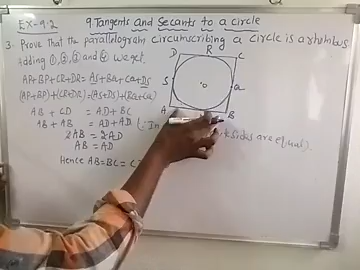 EX-9.2
9. Tangents and Secants to a circle
3. Prove that the parallelogram circumscribing a circle is a rhombus
adding ①, ②, ③ and ④ we get,
AP+BP+CR+DR = AS+BQ+CQ+DS
(AP+BP)+(CR+DR) = (AS+DS)+(BQ+CQ)
AB + CD = AD + BC
AB + AB = AD + AD (∵ In
sides are equal).
2AB = 2AD
AB = AD
Hence AB=BC=
D R C
S Q
o
A B